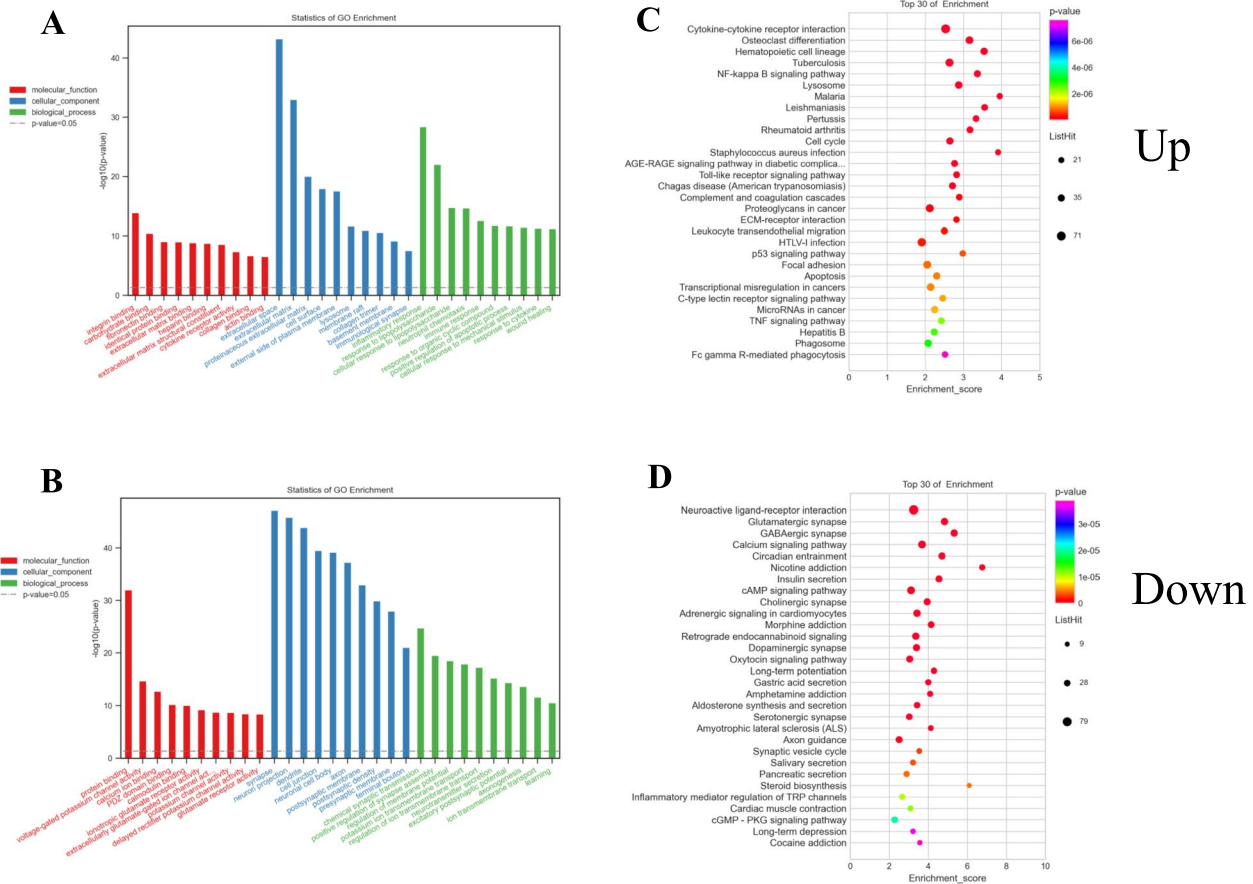 A
Statistics of GO Enrichment
molecular_function
cellular_component
biological_process
p-value=0.05
-log10(p-value)
40
30
20
10
0
integrin binding
carbohydrate binding
fibronectin binding
identical protein binding
extracellular matrix binding
heparin binding
extracellular matrix structural constituent
cytokine receptor activity
collagen binding
actin binding
extracellular space
extracellular matrix
proteinaceous extracellular matrix
cell surface
external side of plasma membrane
lysosome
membrane raft
collagen trimer
basement membrane
immunological synapse
inflammatory response
response to lipopolysaccharide
cellular response to lipopolysaccharide
neutrophil chemotaxis
immune response
response to organic cyclic compound
positive regulation of apoptotic process
cellular response to mechanical stimulus
response to cytokine
wound healing
B
Statistics of GO Enrichment
molecular_function
cellular_component
biological_process
p-value=0.05
-log10(p-value)
40
30
20
10
0
protein binding
voltage-gated potassium channel activity
calcium ion binding
PDZ domain binding
calmodulin binding
ionotropic glutamate receptor activity
extracellularly glutamate-gated ion channel act...
potassium ion channel activity
delayed rectifier potassium channel activity
glutamate receptor activity
synapse
neuron projection
dendrite
cell junction
neuronal cell body
axon
postsynaptic membrane
postsynaptic density
presynaptic membrane
terminal bouton
chemical synaptic transmission
positive regulation of synapse assembly
regulation of membrane potential
potassium ion transmembrane transport
regulation of ion transmembrane transport
neurotransmitter secretion
excitatory postsynaptic potential
axonogenesis
ion transmembrane transport
learning
C
Top 30 of Enrichment
Cytokine-cytokine receptor interaction
Osteoclast differentiation
Hematopoietic cell lineage
Tuberculosis
NF-kappa B signaling pathway
Lysosome
Malaria
Leishmaniasis
Pertussis
Rheumatoid arthritis
Cell cycle
Staphylococcus aureus infection
AGE-RAGE signaling pathway in diabetic complica...
Toll-like receptor signaling pathway
Chagas disease (American trypanosomiasis)
Complement and coagulation cascades
Proteoglycans in cancer
ECM-receptor interaction
Leukocyte transendothelial migration
HTLV-I infection
p53 signaling pathway
Focal adhesion
Apoptosis
Transcriptional misregulation in cancers
C-type lectin receptor signaling pathway
MicroRNAs in cancer
TNF signaling pathway
Hepatitis B
Phagosome
Fc gamma R-mediated phagocytosis
0 1 2 3 4 5
Enrichment_score
p-value
6e-06
4e-06
2e-06
ListHit
21
35
71
Up
D
Top 30 of Enrichment
Neuroactive ligand-receptor interaction
Glutamatergic synapse
GABAergic synapse
Calcium signaling pathway
Circadian entrainment
Nicotine addiction
Insulin secretion
cAMP signaling pathway
Cholinergic synapse
Adrenergic signaling in cardiomyocytes
Morphine addiction
Retrograde endocannabinoid signaling
Dopaminergic synapse
Oxytocin signaling pathway
Long-term potentiation
Gastric acid secretion
Amphetamine addiction
Aldosterone synthesis and secretion
Serotonergic synapse
Amyotrophic lateral sclerosis (ALS)
Axon guidance
Synaptic vesicle cycle
Salivary secretion
Pancreatic secretion
Steroid biosynthesis
Inflammatory mediator regulation of TRP channels
Cardiac muscle contraction
cGMP - PKG signaling pathway
Long-term depression
Cocaine addiction
0 2 4 6 8 10
Enrichment_score
p-value
3e-05
2e-05
1e-05
0
ListHit
9
28
79
Down